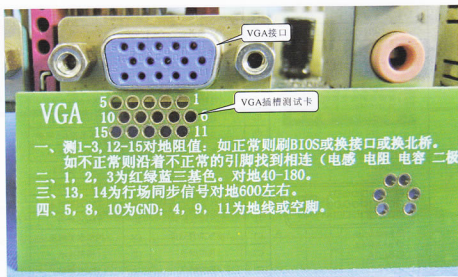 VGA接口
VGA插槽测试卡
VGA
5 1
10 6
15 11
一、测1-3,12-15对地阻值：如正常则刷BIOS或换接口或换北桥。
如不正常则沿着不正常的引脚找到相连（电感 电阻 电容 二极
二、1，2，3为红绿蓝三基色。对地40-180。
三、13，14为行场同步信号对地600左右。
四、5，8，10为GND；4，9，11为地线或空脚。